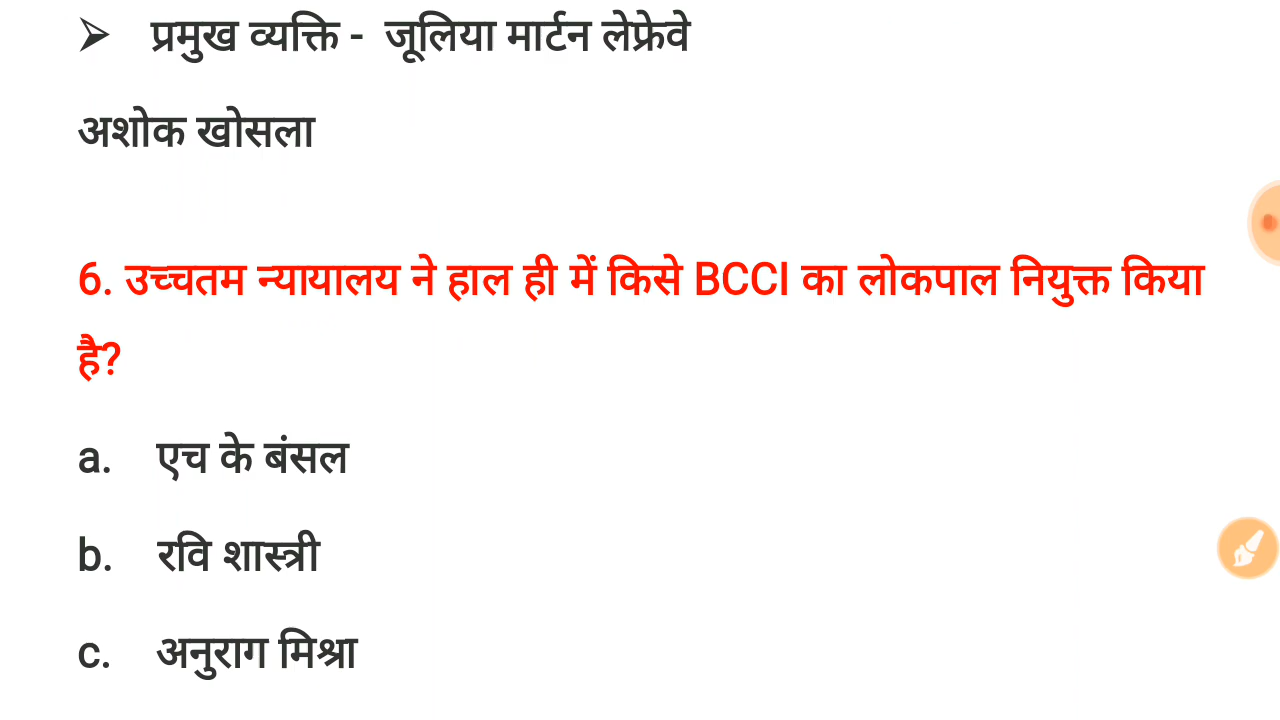 ➢ प्रमुख व्यक्ति - जूलिया मार्टन लेफ्रेवे
अशोक खोसला
6. उच्चतम न्यायालय ने हाल ही में किसे BCCI का लोकपाल नियुक्त किया
है?
a. एच के बंसल
b. रवि शास्त्री
c. अनुराग मिश्रा